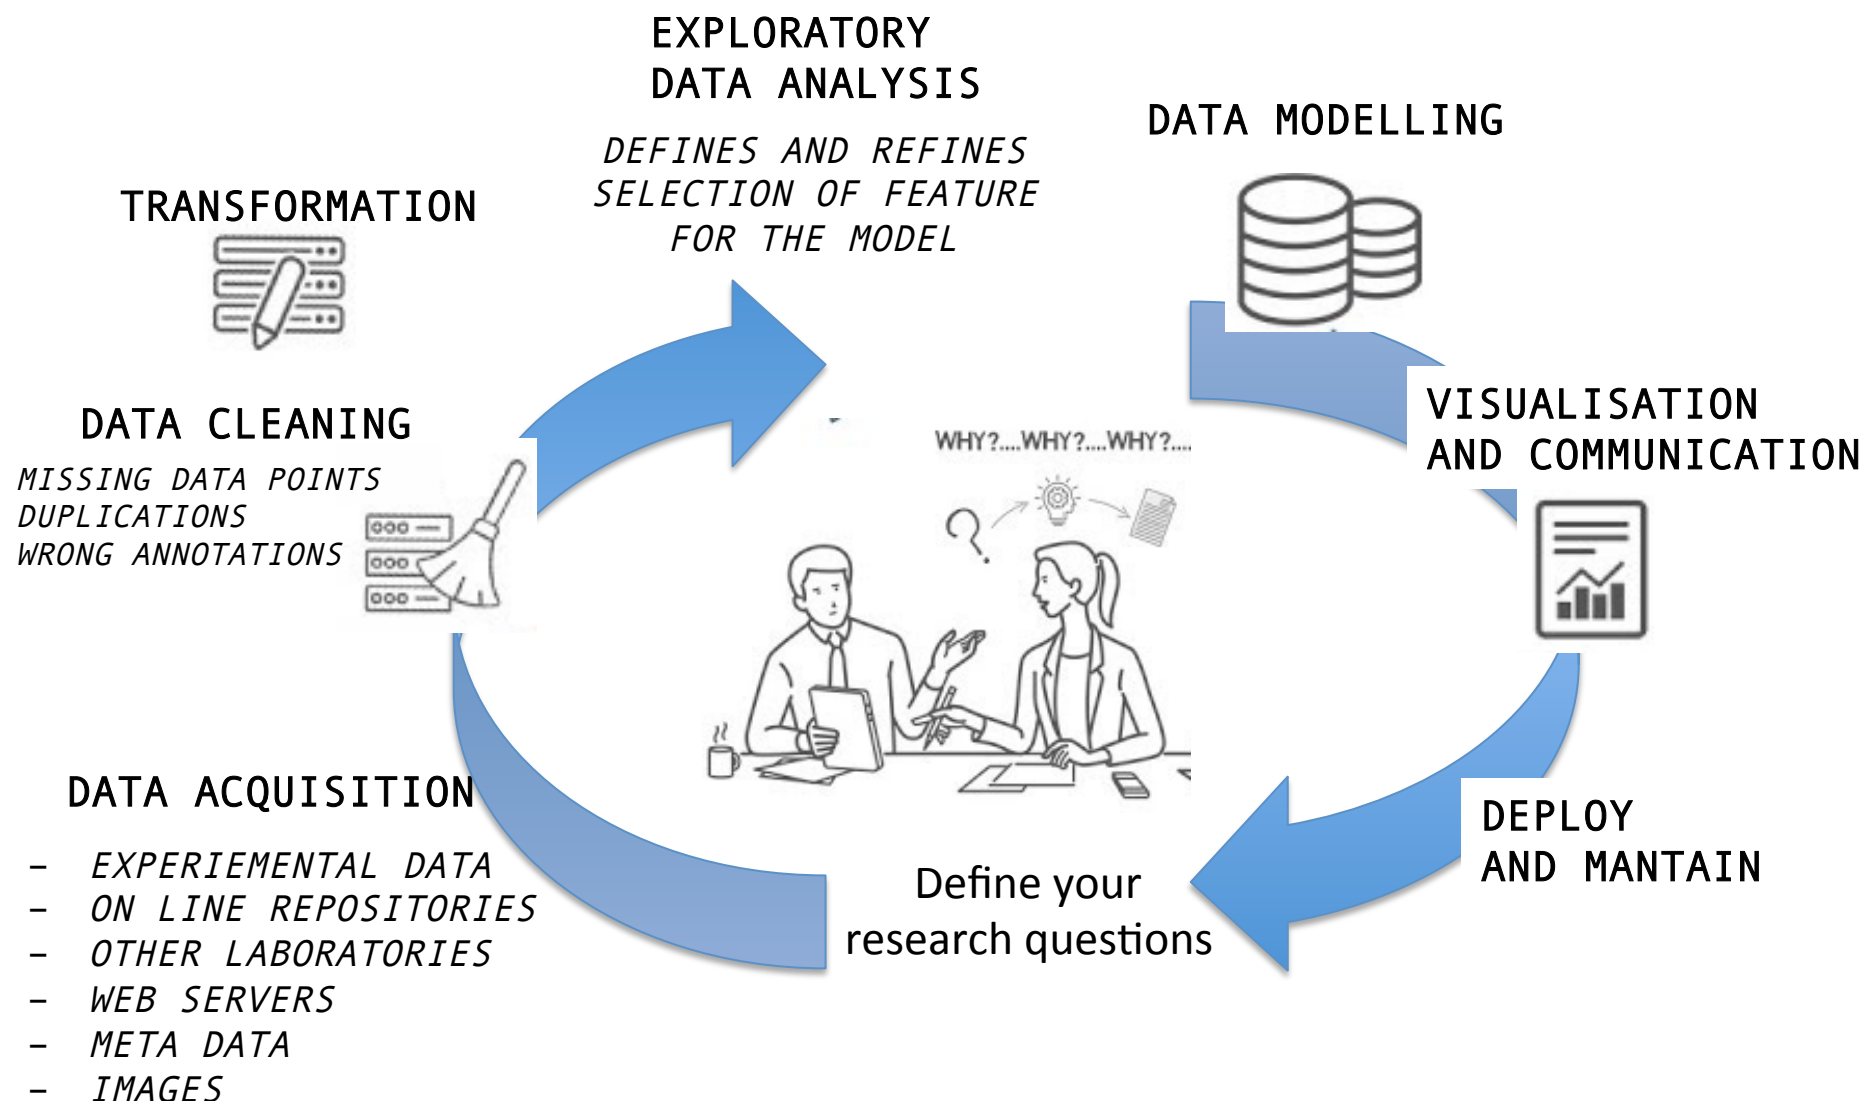 EXPLORATORY
DATA ANALYSIS
DEFINES AND REFINES
SELECTION OF FEATURE
FOR THE MODEL
DATA MODELLING
TRANSFORMATION
VISUALISATION
AND COMMUNICATION
DATA CLEANING
MISSING DATA POINTS
DUPLICATIONS
WRONG ANNOTATIONS
WHY?....WHY?....WHY?....
DATA ACQUISITION
- EXPERIEMENTAL DATA
- ON LINE REPOSITORIES
- OTHER LABORATORIES
- WEB SERVERS
- META DATA
- IMAGES
Define your
research questions
DEPLOY
AND MANTAIN